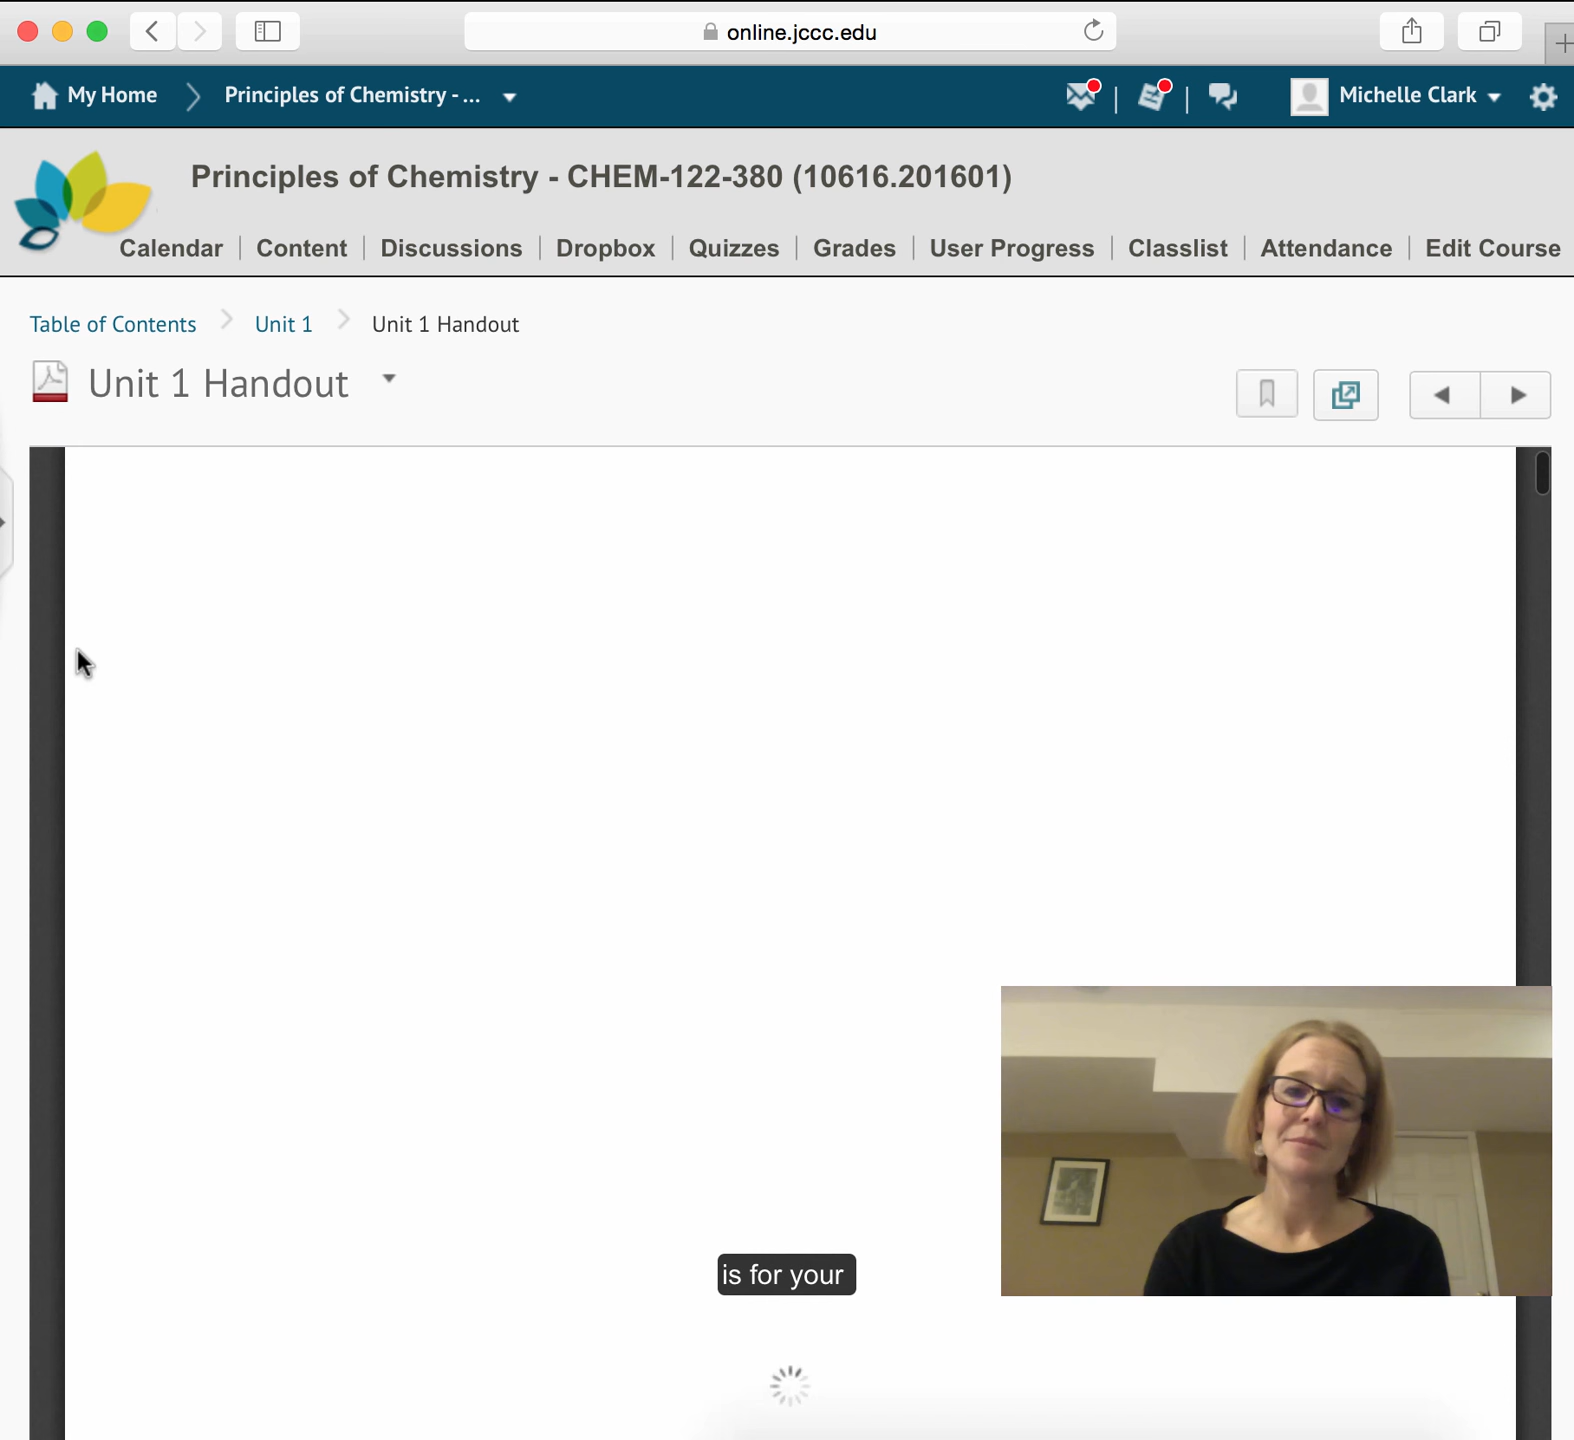 online.jccc.edu
My Home
Principles of Chemistry - ...
Michelle Clark
Principles of Chemistry - CHEM-122-380 (10616.201601)
Calendar | Content | Discussions | Dropbox | Quizzes | Grades | User Progress | Classlist | Attendance | Edit Course
Table of Contents Unit 1 Unit 1 Handout
Unit 1 Handout
is for your